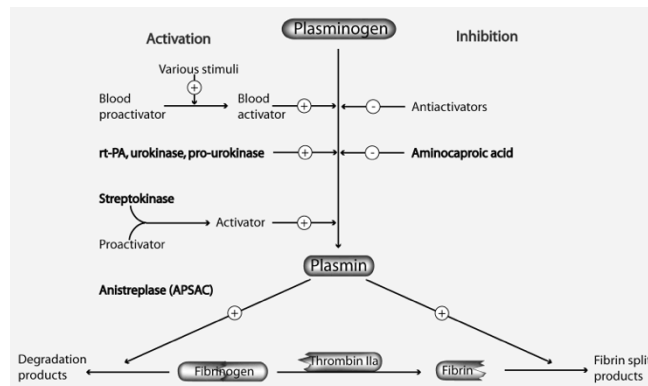 Plasminogen
Activation
Inhibition
Various stimuli
+
Blood
proactivator
Blood
activator
+
-
Antiactivators
rt-PA, urokinase, pro-urokinase
+
-
Aminocaproic acid
Streptokinase
Activator
+
Proactivator
Plasmin
Anistreplase (APSAC)
+
+
Degradation
products
Fibrinogen
Thrombin IIa
Fibrin
Fibrin split
products